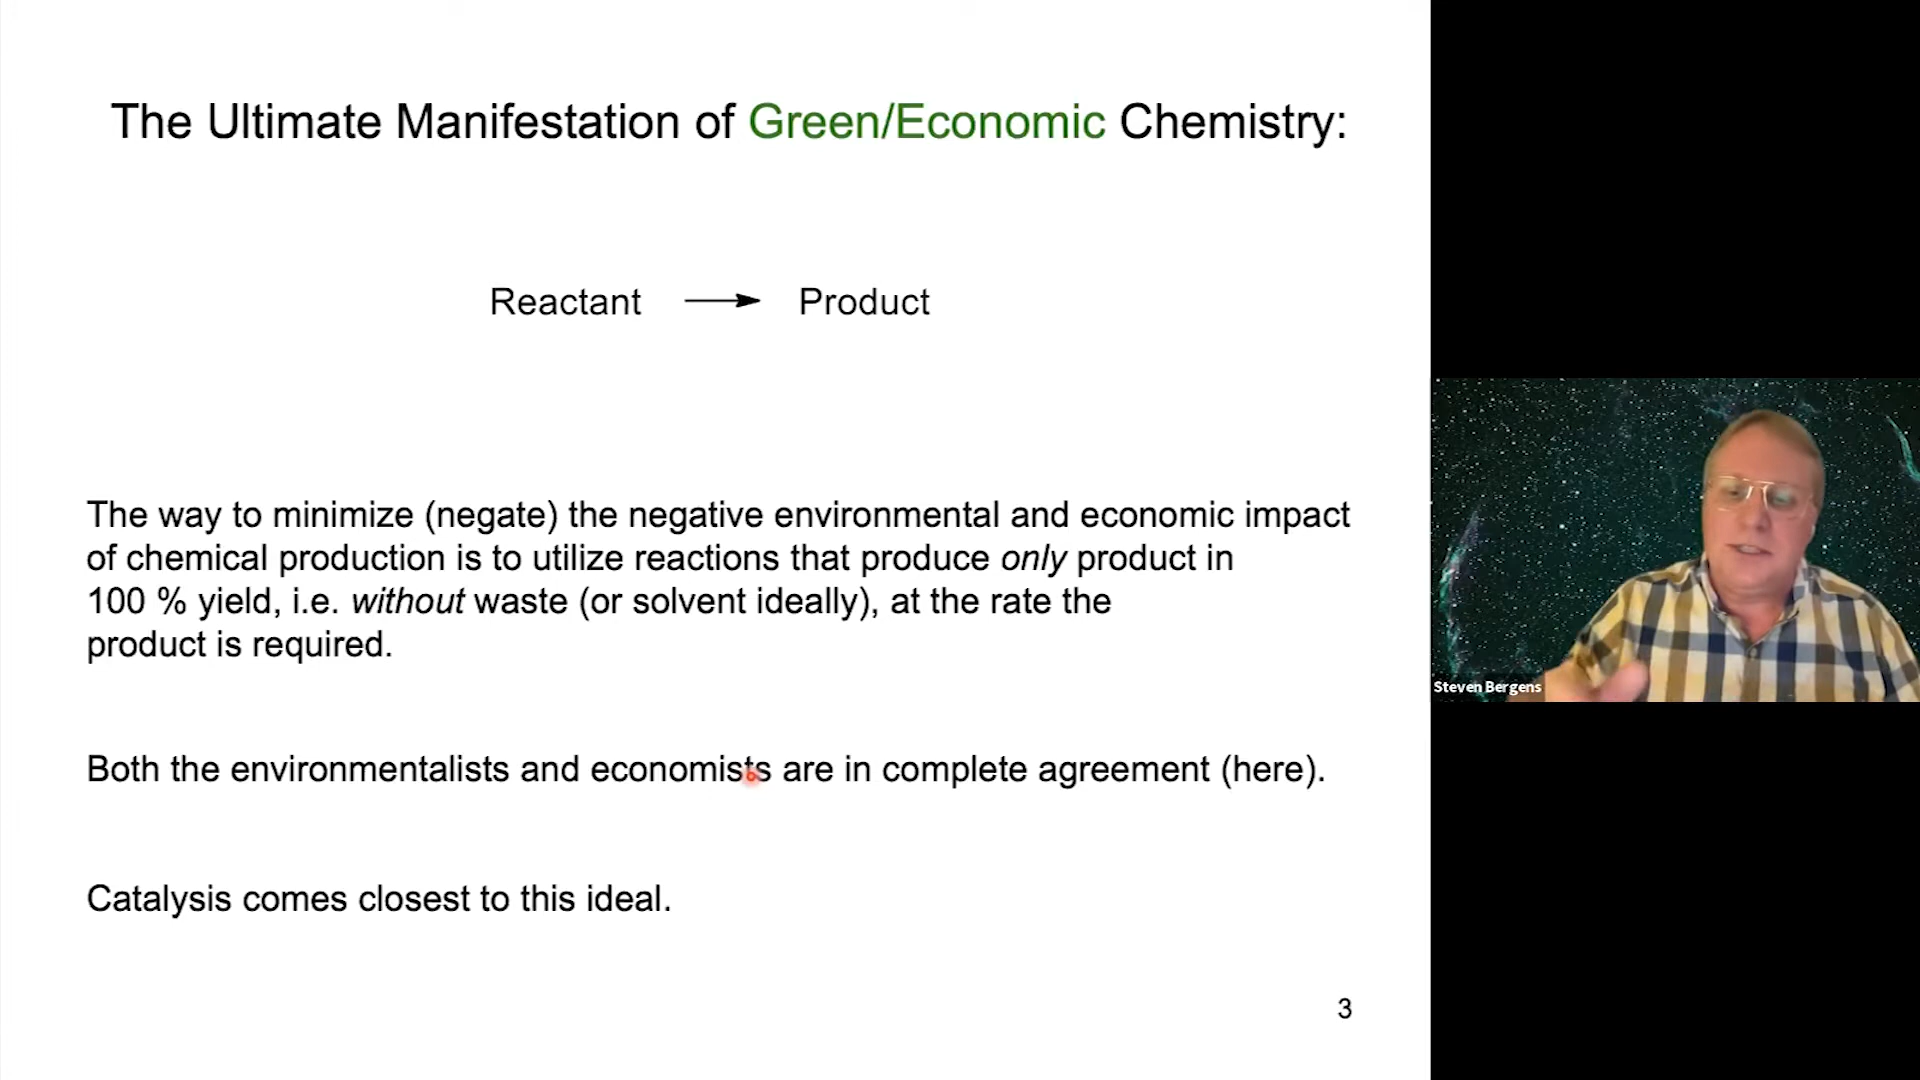 The Ultimate Manifestation of Green/Economic Chemistry:
Reactant → Product
The way to minimize (negate) the negative environmental and economic impact
of chemical production is to utilize reactions that produce only product in
100 % yield, i.e. without waste (or solvent ideally), at the rate the
product is required.
Steven Bergens
Both the environmentalists and economists are in complete agreement (here).
Catalysis comes closest to this ideal.
3